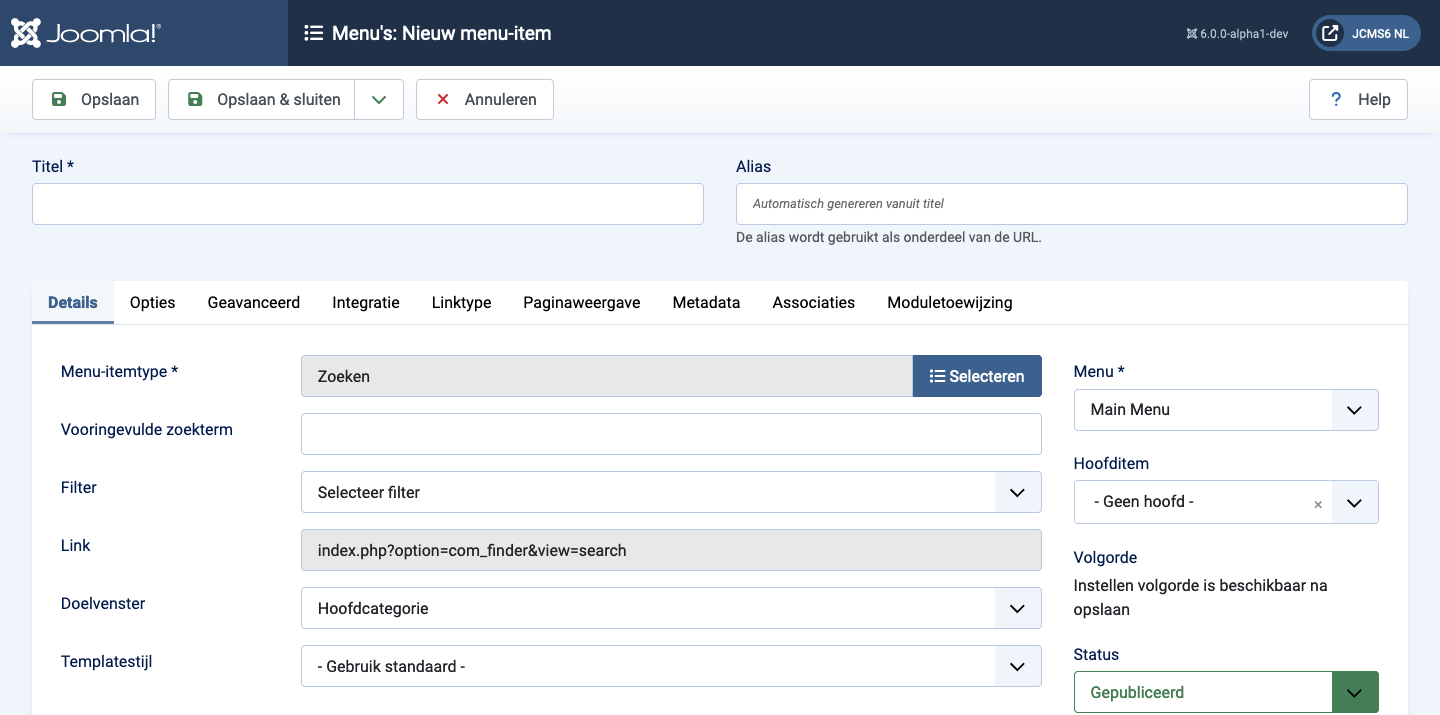 Joomla!®
Menu's: Nieuw menu-item
6.0.0-alpha1-dev
JCMS6 NL
Opslaan
Opslaan & sluiten
Annuleren
? Help
Titel *
Alias
Automatisch genereren vanuit titel
De alias wordt gebruikt als onderdeel van de URL.
Details Opties Geavanceerd Integratie Linktype Paginaweergave Metadata Associaties Moduletoewijzing
Menu-itemtype *
Zoeken
Selecteren
Vooringevulde zoekterm
Filter
Selecteer filter
Link
index.php?option=com_finder&view=search
Doelvenster
Hoofdcategorie
Templatestijl
- Gebruik standaard -
Menu *
Main Menu
Hoofditem
- Geen hoofd - ×
Volgorde
Instellen volgorde is beschikbaar na
opslaan
Status
Gepubliceerd